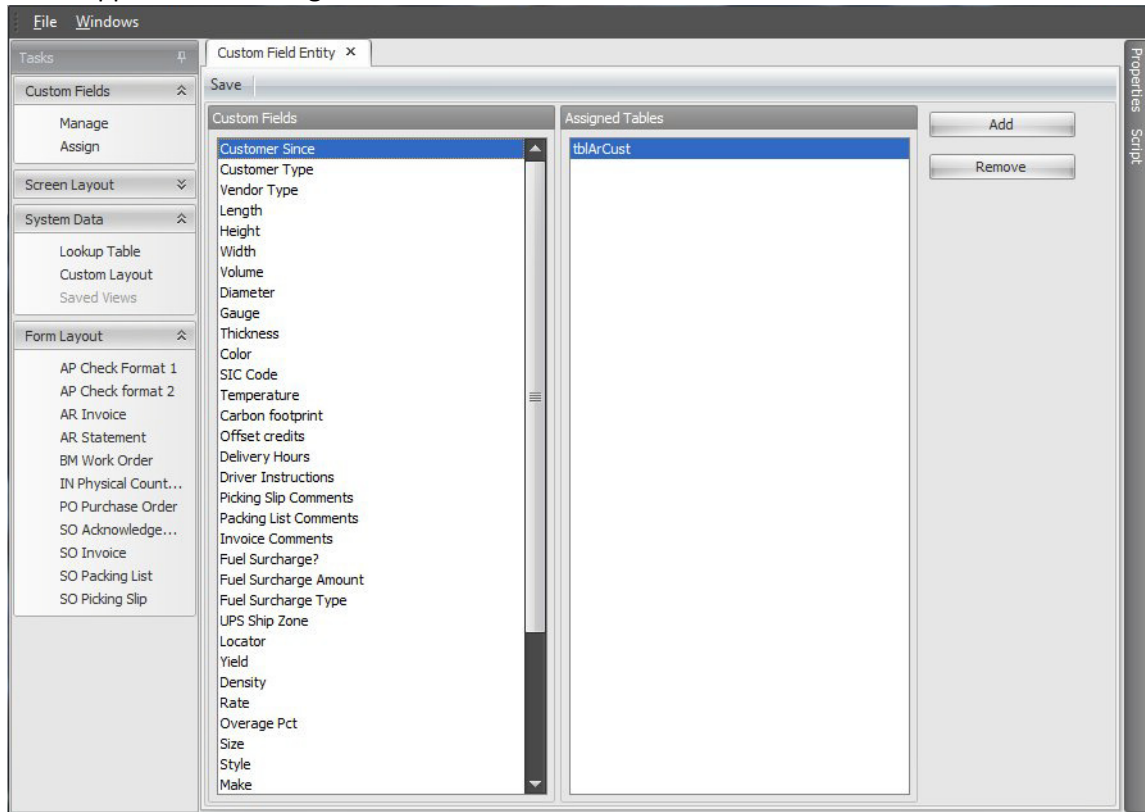 File Windows
Tasks
Custom Fields
Manage
Assign
Screen Layout
System Data
Lookup Table
Custom Layout
Saved Views
Form Layout
AP Check Format 1
AP Check format 2
AR Invoice
AR Statement
BM Work Order
IN Physical Count...
PO Purchase Order
SO Acknowledge...
SO Invoice
SO Packing List
SO Picking Slip
Custom Field Entity
Save
Custom Fields
Customer Since
Customer Type
Vendor Type
Length
Height
Width
Volume
Diameter
Gauge
Thickness
Color
SIC Code
Temperature
Carbon footprint
Offset credits
Delivery Hours
Driver Instructions
Picking Slip Comments
Packing List Comments
Invoice Comments
Fuel Surcharge?
Fuel Surcharge Amount
Fuel Surcharge Type
UPS Ship Zone
Locator
Yield
Density
Rate
Overage Pct
Size
Style
Make
Assigned Tables
tblArCust
Add
Remove
Properties
Script